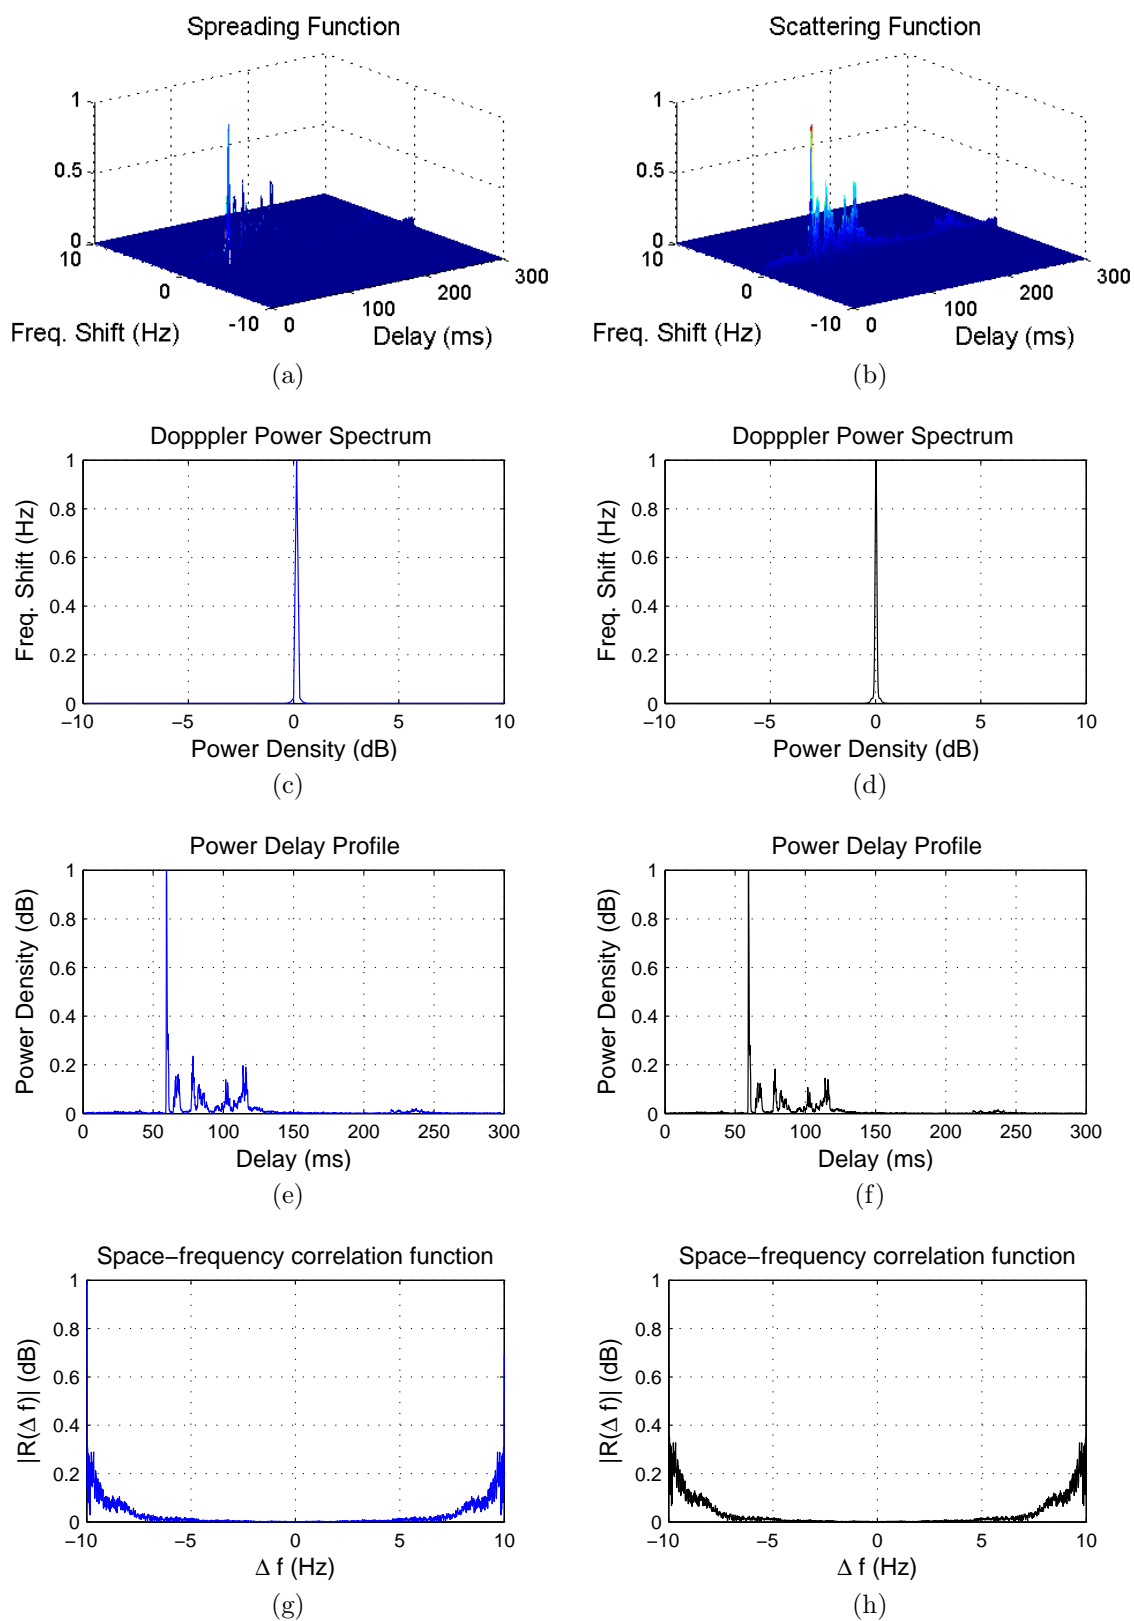 Spreading Function
1
0.5
0
10
0
-10
0
100
200
300
Freq. Shift (Hz)
Delay (ms)
(a)
Scattering Function
1
0.5
0
10
0
-10
0
100
200
300
Freq. Shift (Hz)
Delay (ms)
(b)
Dopppler Power Spectrum
1
0.8
0.6
0.4
0.2
0
Freq. Shift (Hz)
−10 −5 0 5 10
Power Density (dB)
(c)
Dopppler Power Spectrum
1
0.8
0.6
0.4
0.2
0
Freq. Shift (Hz)
−10 −5 0 5 10
Power Density (dB)
(d)
Power Delay Profile
1
0.8
0.6
0.4
0.2
0
Power Density (dB)
0 50 100 150 200 250 300
Delay (ms)
(e)
Power Delay Profile
1
0.8
0.6
0.4
0.2
0
Power Density (dB)
0 50 100 150 200 250 300
Delay (ms)
(f)
Space−frequency correlation function
1
0.8
0.6
0.4
0.2
0
|R(Δ f)| (dB)
−10 −5 0 5 10
Δ f (Hz)
(g)
Space−frequency correlation function
1
0.8
0.6
0.4
0.2
0
|R(Δ f)| (dB)
−10 −5 0 5 10
Δ f (Hz)
(h)